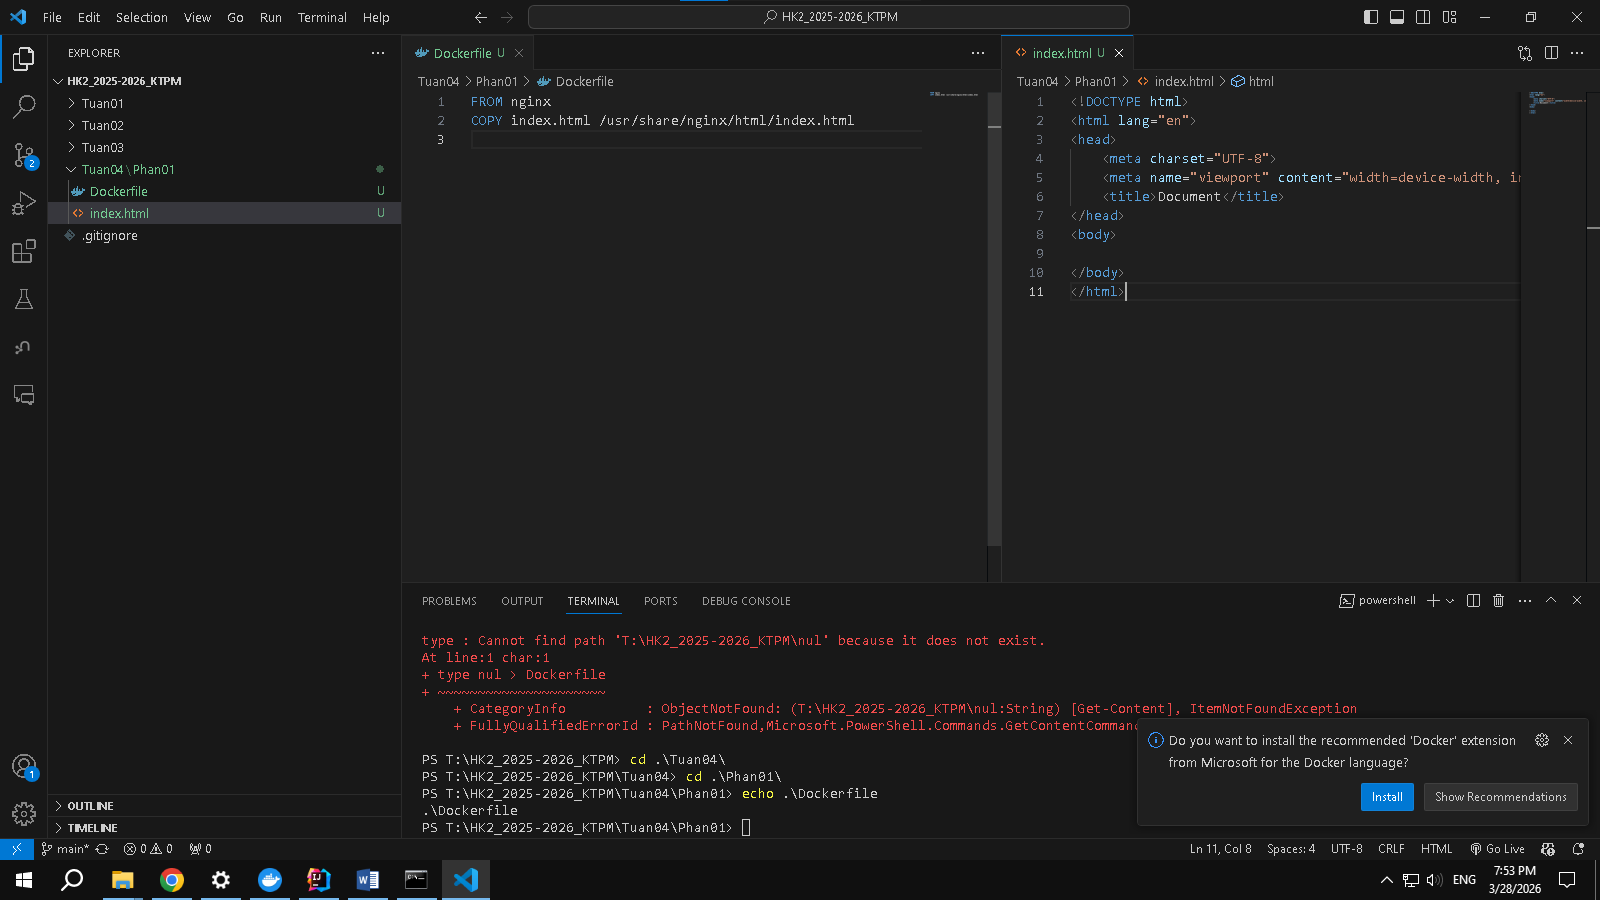 File Edit Selection View Go Run Terminal Help
HK2_2025-2026_KTPM
EXPLORER
HK2_2025-2026_KTPM
Tuan01
Tuan02
Tuan03
Tuan04\Phan01
Dockerfile U
index.html U
.gitignore
OUTLINE
TIMELINE
2
1
Dockerfile U
Tuan04 > Phan01 > Dockerfile
1 FROM nginx
2 COPY index.html /usr/share/nginx/html/index.html
3
index.html U
Tuan04 > Phan01 > index.html > html
1 <!DOCTYPE html>
2 <html lang="en">
3 <head>
4 <meta charset="UTF-8">
5 <meta name="viewport" content="width=device-width, in
6 <title>Document</title>
7 </head>
8 <body>
9
10 </body>
11 </html>
PROBLEMS OUTPUT TERMINAL PORTS DEBUG CONSOLE
powershell
type : Cannot find path 'T:\HK2_2025-2026_KTPM\nul' because it does not exist.
At line:1 char:1
+ type nul > Dockerfile
+ ~~~~~~~~~~~~~~~~~~~~~
+ CategoryInfo : ObjectNotFound: (T:\HK2_2025-2026_KTPM\nul:String) [Get-Content], ItemNotFoundException
+ FullyQualifiedErrorId : PathNotFound,Microsoft.PowerShell.Commands.GetContentCommand
PS T:\HK2_2025-2026_KTPM> cd .\Tuan04\
PS T:\HK2_2025-2026_KTPM\Tuan04> cd .\Phan01\
PS T:\HK2_2025-2026_KTPM\Tuan04\Phan01> echo .\Dockerfile
.\Dockerfile
PS T:\HK2_2025-2026_KTPM\Tuan04\Phan01>
Do you want to install the recommended 'Docker' extension
from Microsoft for the Docker language?
Install Show Recommendations
main* 0 0 0
Ln 11, Col 8 Spaces: 4 UTF-8 CRLF HTML Go Live
ENG
7:53 PM
3/28/2026